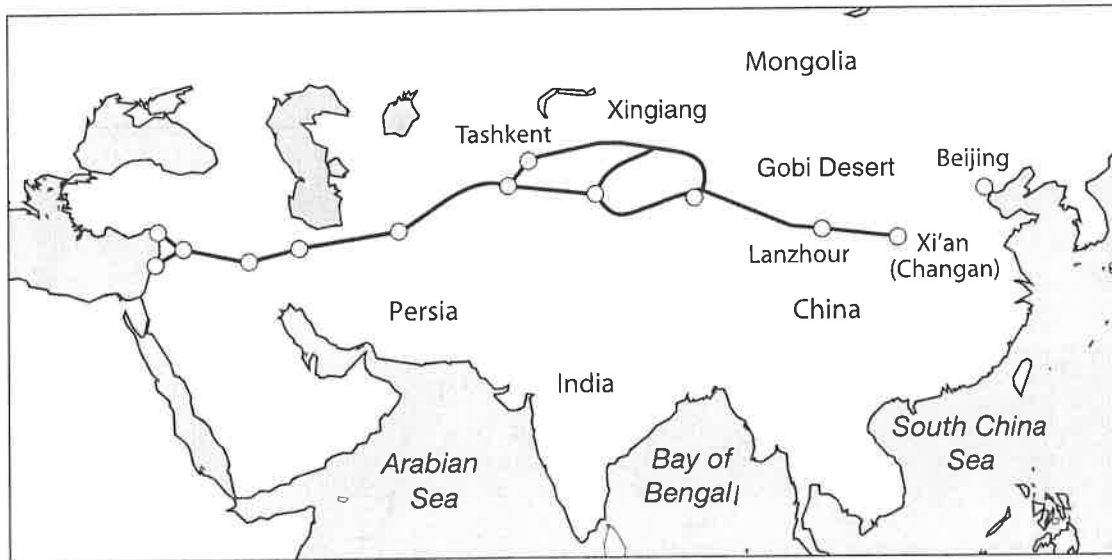 Mongolia
Xingiang
Tashkent
Gobi Desert
Beijing
Lanzhour
Xi'an
(Changan)
Persia
China
India
South China
Sea
Arabian
Sea
Bay of
Bengal